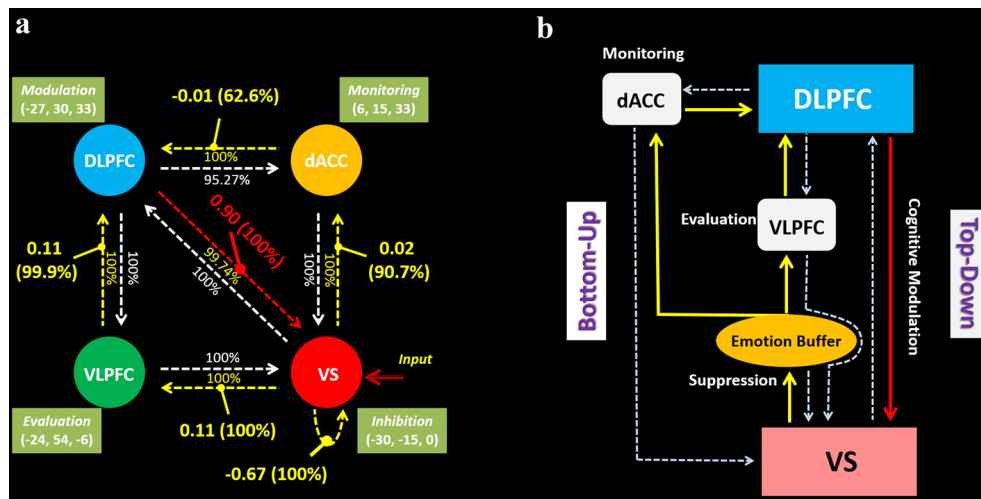 a
Modulation
(-27, 30, 33)
-0.01 (62.6%)
Monitoring
(6, 15, 33)
DLPFC
100%
95.27%
dACC
0.90 (100%)
99.74%
100%
0.11
(99.9%)
100%
100%
100%
100%
0.02
(90.7%)
VLPFC
100%
100%
VS
Input
Evaluation
(-24, 54, -6)
0.11 (100%)
Inhibition
(-30, -15, 0)
-0.67 (100%)
b
Monitoring
dACC
DLPFC
Bottom-Up
Evaluation
VLPFC
Cognitive Modulation
Top-Down
Emotion Buffer
Suppression
VS